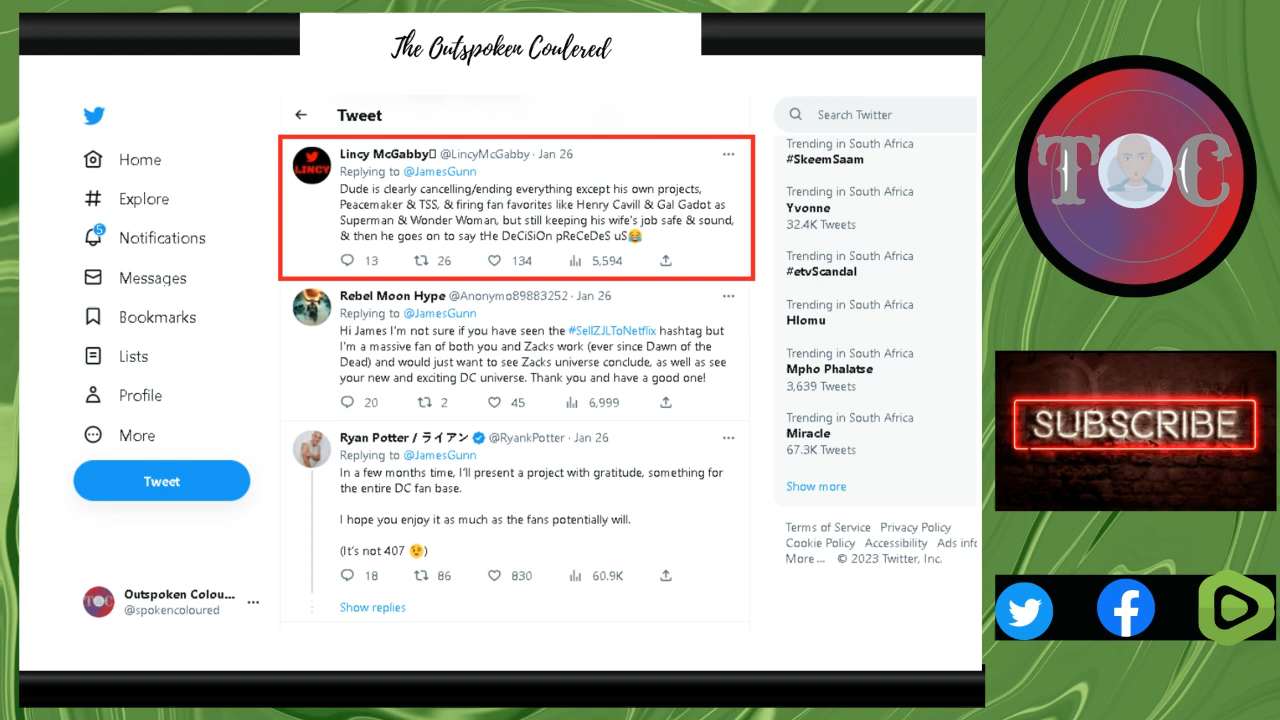 The Outspoken Coulered
Home
Explore
5
Notifications
Messages
Bookmarks
Lists
Profile
More
Tweet
Outspoken Colou...
@spokencoloured
TOC
Tweet
LINCY
Lincy McGabby @LincyMcGabby · Jan 26
Replying to @JamesGunn
Dude is clearly cancelling/ending everything except his own projects,
Peacemaker & TSS, & firing fan favorites like Henry Cavill & Gal Gadot as
Superman & Wonder Woman, but still keeping his wife's job safe & sound,
& then he goes on to say tHe DeCiSiOn pReCeDeS uS😂
13 26 134 5,594
Rebel Moon Hype @Anonymo89883252 · Jan 26
Replying to @JamesGunn
Hi James I'm not sure if you have seen the #SellZJLToNetflix hashtag but
I'm a massive fan of both you and Zacks work (ever since Dawn of the
Dead) and would just want to see Zacks universe conclude, as well as see
your new and exciting DC universe. Thank you and have a good one!
20 2 45 6,999
Ryan Potter / ライアン @RyankPotter · Jan 26
Replying to @JamesGunn
In a few months time, I'll present a project with gratitude, something for
the entire DC fan base.
I hope you enjoy it as much as the fans potentially will.
(It's not 407 😉)
18 86 830 60.9K
Show replies
Search Twitter
Trending in South Africa
#SkeemSaam
Trending in South Africa
Yvonne
32.4K Tweets
Trending in South Africa
#etvScandal
Trending in South Africa
Hlomu
Trending in South Africa
Mpho Phalatse
3,639 Tweets
Trending in South Africa
Miracle
67.3K Tweets
Show more
Terms of Service Privacy Policy
Cookie Policy Accessibility Ads info
More ... © 2023 Twitter, Inc.
TOC
SUBSCRIBE